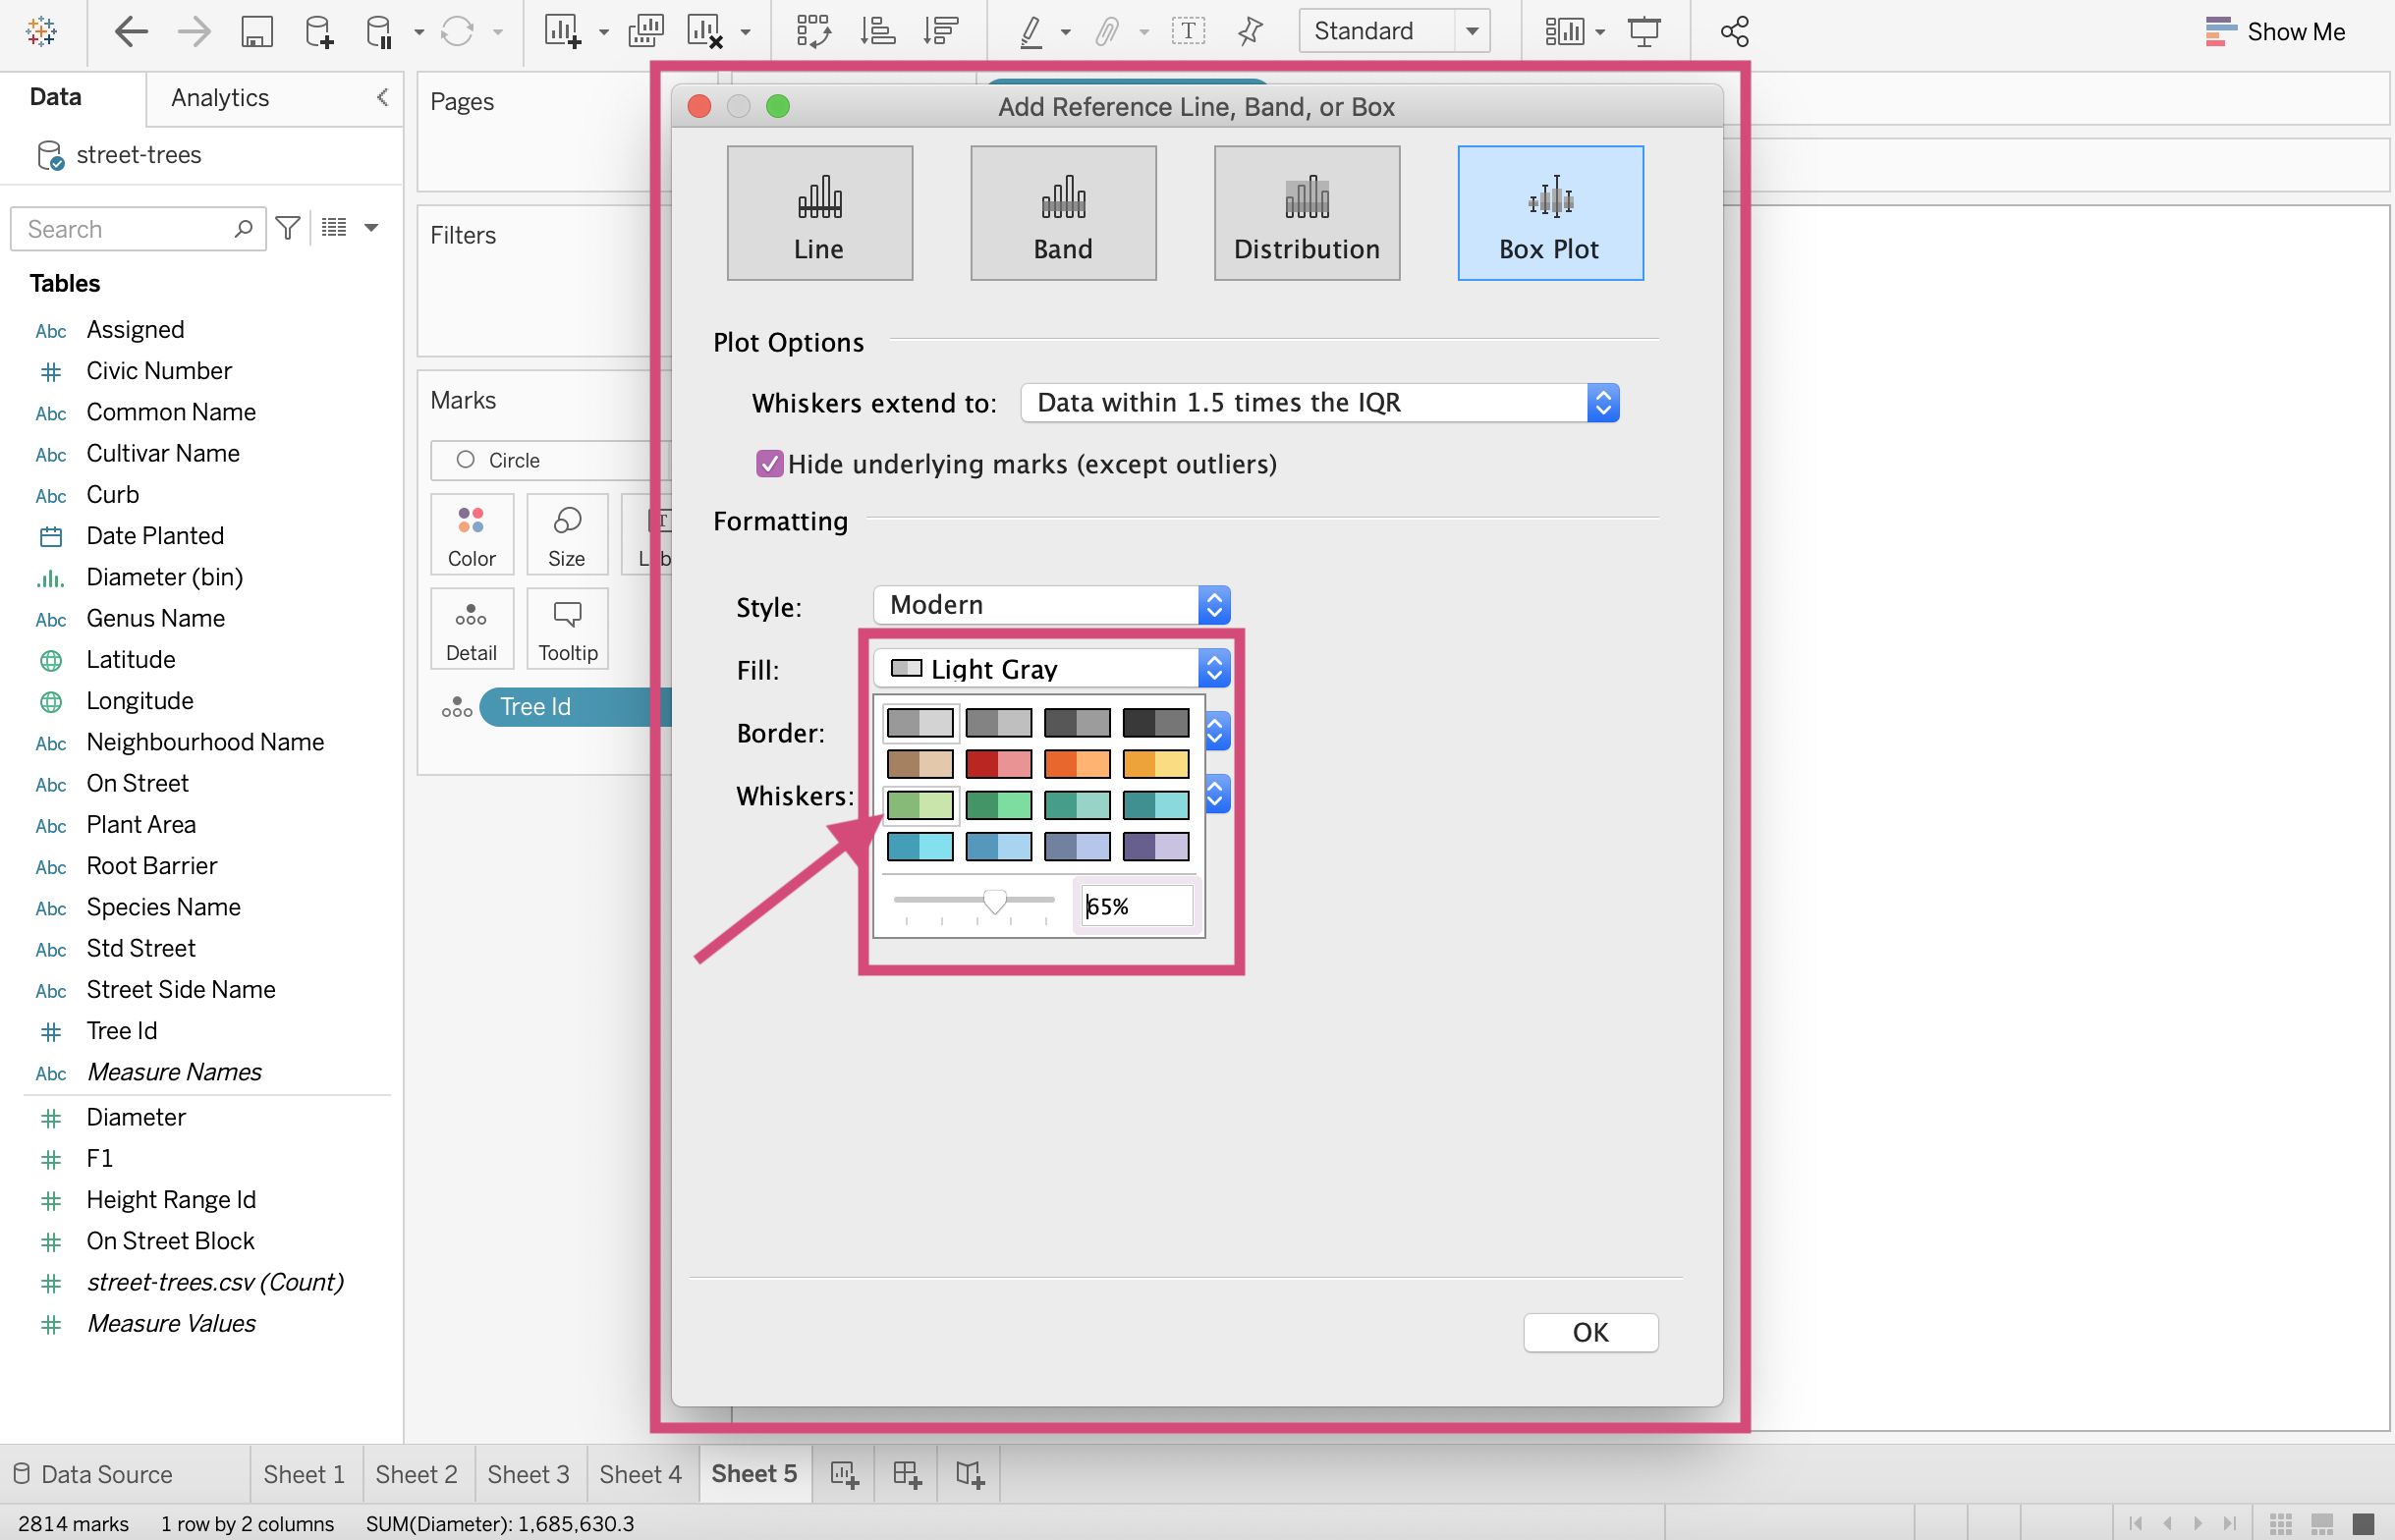 Standard
Show Me
Data
Analytics
street-trees
Search
Tables
Abc Assigned
Civic Number
Abc Common Name
Abc Cultivar Name
Abc Curb
Date Planted
Diameter (bin)
Abc Genus Name
Latitude
Longitude
Abc Neighbourhood Name
Abc On Street
Abc Plant Area
Abc Root Barrier
Abc Species Name
Abc Std Street
Abc Street Side Name
Tree Id
Abc Measure Names
Diameter
F1
Height Range Id
On Street Block
street-trees.csv (Count)
Measure Values
Pages
Filters
Marks
Circle
Color
Size
Detail
Tooltip
Tree Id
Add Reference Line, Band, or Box
Line
Band
Distribution
Box Plot
Plot Options
Whiskers extend to: Data within 1.5 times the IQR
Hide underlying marks (except outliers)
Formatting
Style: Modern
Fill: Light Gray
Border:
Whiskers:
65%
OK
Data Source
Sheet 1
Sheet 2
Sheet 3
Sheet 4
Sheet 5
2814 marks
1 row by 2 columns
SUM(Diameter): 1,685,630.3